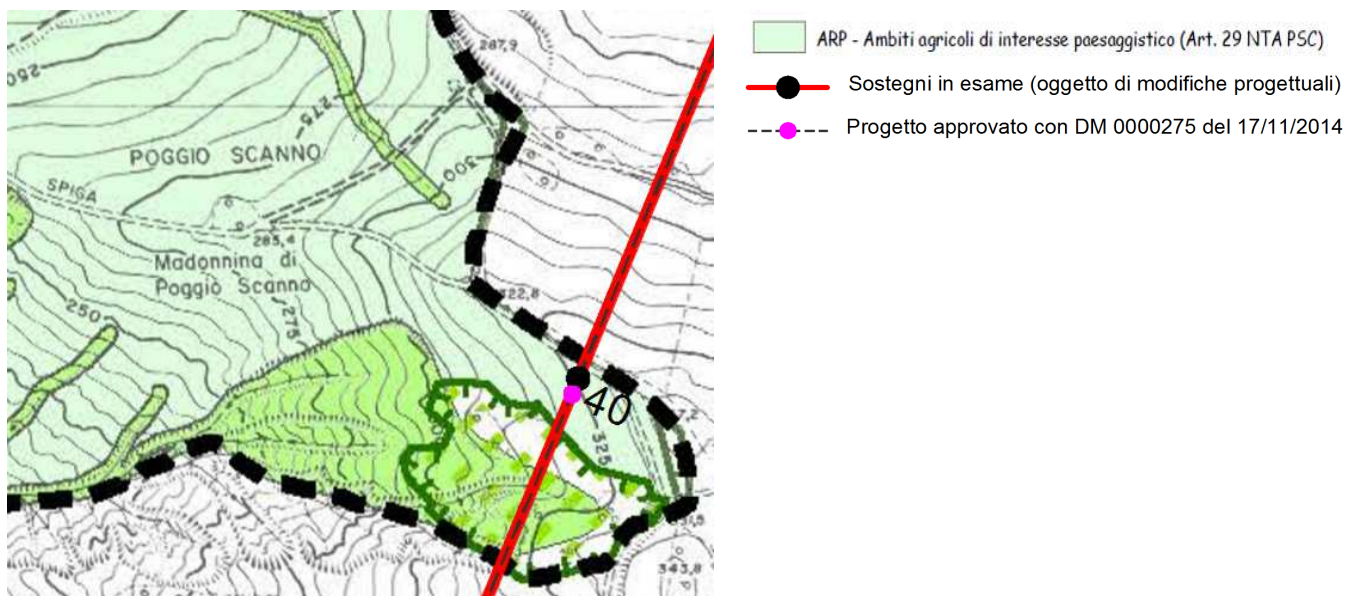 ARP - Ambiti agricoli di interesse paesaggistico (Art. 29 NTA PSC)
Sostegni in esame (oggetto di modifiche progettuali)
Progetto approvato con DM 0000275 del 17/11/2014
287,9
250
275
POGGIO SCANNO
300
SPIGA
285,4
Madonnina di
Poggio Scanno
322,8
250
275
40
325
343,8